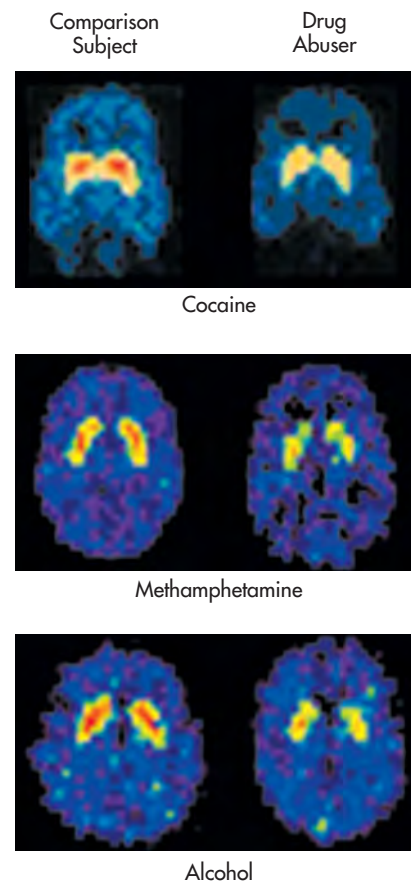 Comparison
Subject
Drug
Abuser
Cocaine
Methamphetamine
Alcohol